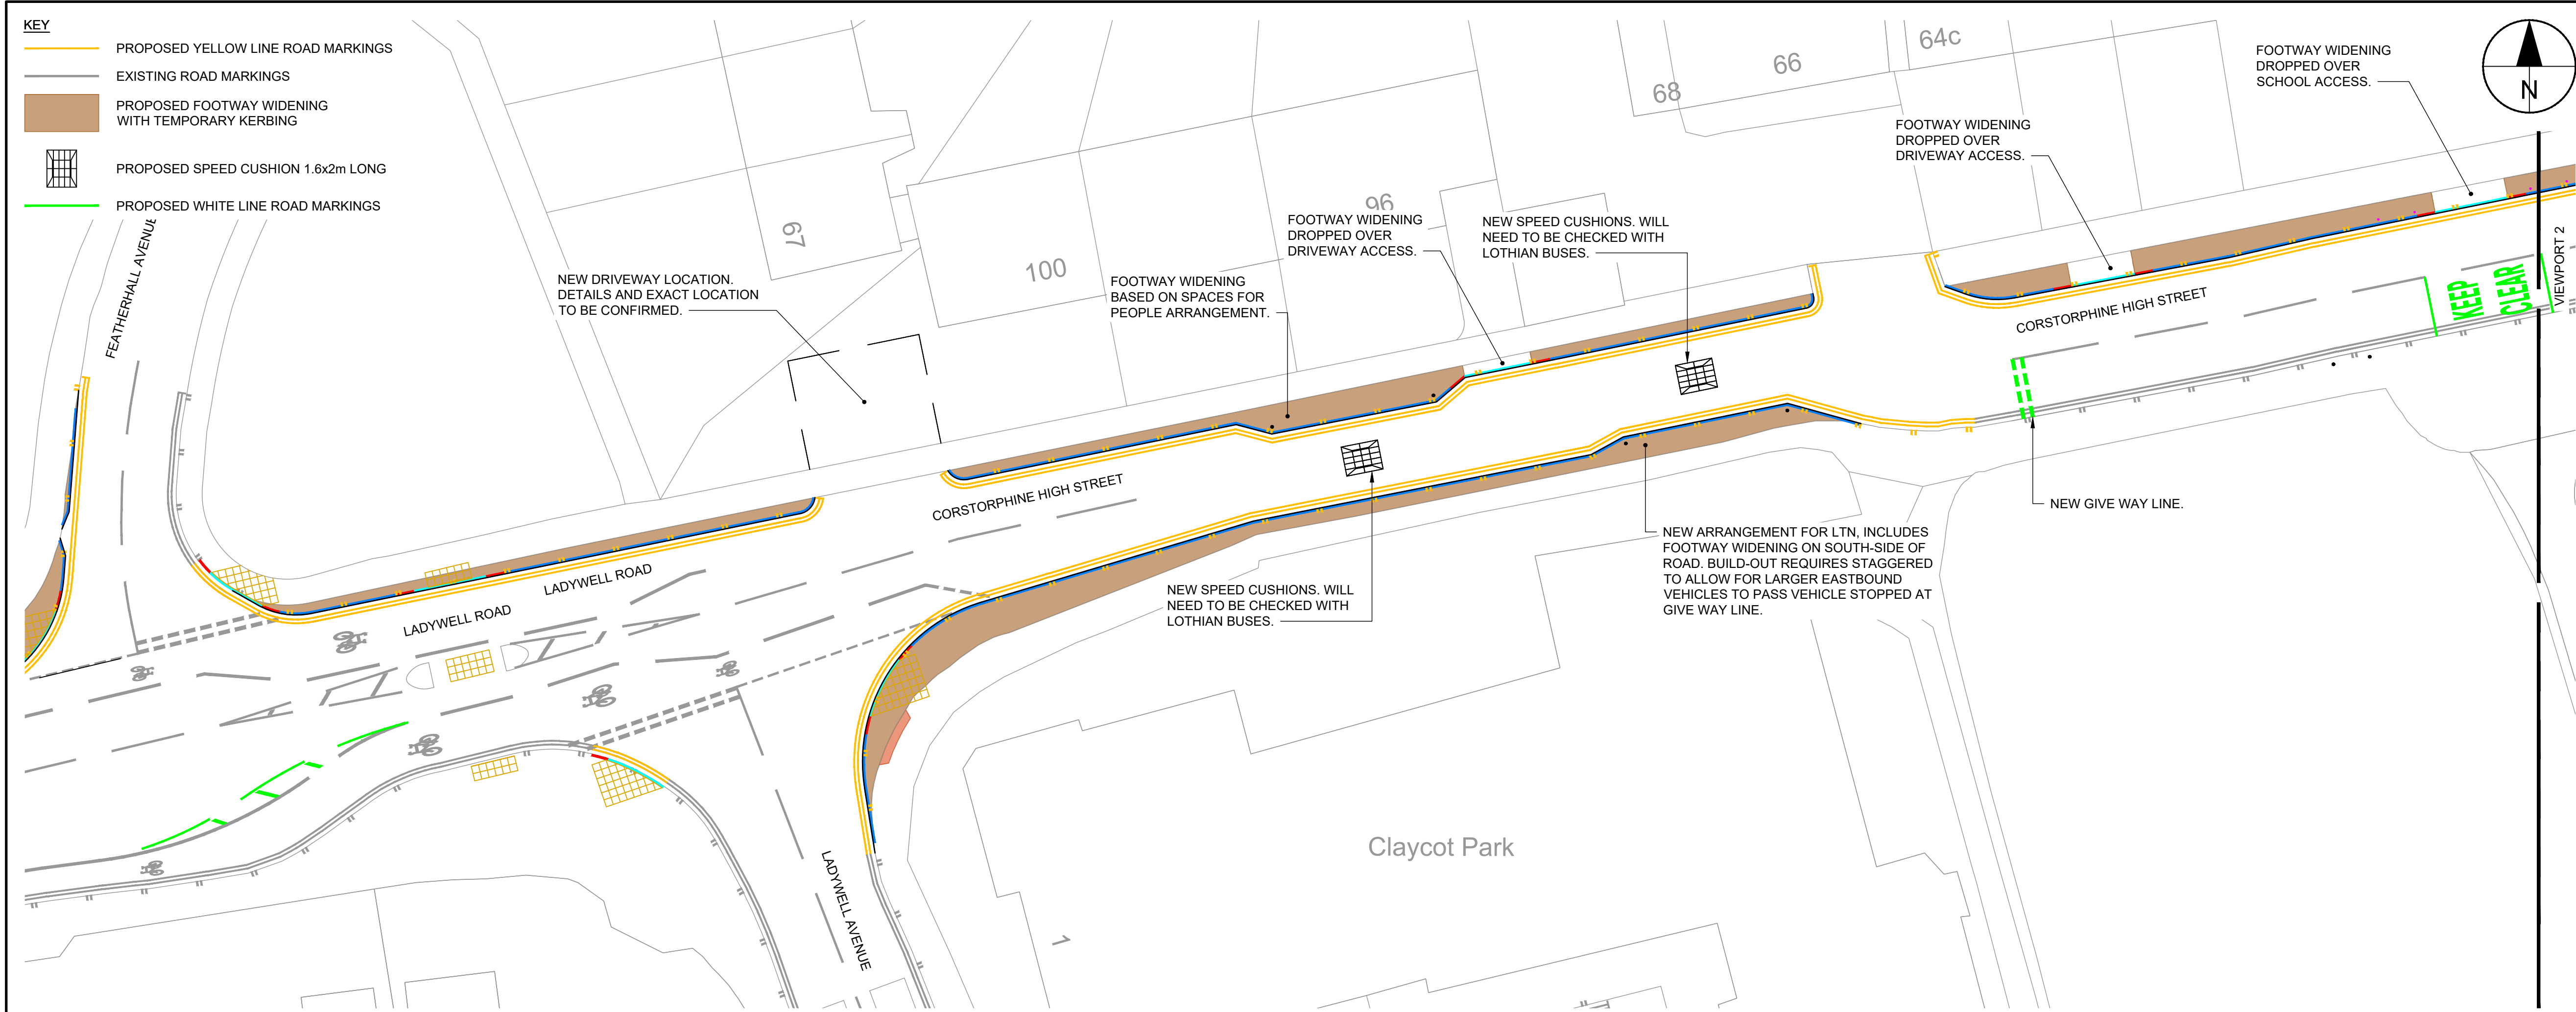 KEY
PROPOSED YELLOW LINE ROAD MARKINGS
EXISTING ROAD MARKINGS
PROPOSED FOOTWAY WIDENING
WITH TEMPORARY KERBING
PROPOSED SPEED CUSHION 1.6x2m LONG
PROPOSED WHITE LINE ROAD MARKINGS
FEATHERHALL AVENUE
67
NEW DRIVEWAY LOCATION.
DETAILS AND EXACT LOCATION
TO BE CONFIRMED.
100
FOOTWAY WIDENING
BASED ON SPACES FOR
PEOPLE ARRANGEMENT.
96
FOOTWAY WIDENING
DROPPED OVER
DRIVEWAY ACCESS.
NEW SPEED CUSHIONS. WILL
NEED TO BE CHECKED WITH
LOTHIAN BUSES.
68
66
64c
FOOTWAY WIDENING
DROPPED OVER
DRIVEWAY ACCESS.
FOOTWAY WIDENING
DROPPED OVER
SCHOOL ACCESS.
N
VIEWPORT 2
KEEP
CLEAR
CORSTORPHINE HIGH STREET
CORSTORPHINE HIGH STREET
LADYWELL ROAD
LADYWELL ROAD
NEW GIVE WAY LINE.
NEW ARRANGEMENT FOR LTN, INCLUDES
FOOTWAY WIDENING ON SOUTH-SIDE OF
ROAD. BUILD-OUT REQUIRES STAGGERED
TO ALLOW FOR LARGER EASTBOUND
VEHICLES TO PASS VEHICLE STOPPED AT
GIVE WAY LINE.
NEW SPEED CUSHIONS. WILL
NEED TO BE CHECKED WITH
LOTHIAN BUSES.
LADYWELL AVENUE
Claycot Park
1